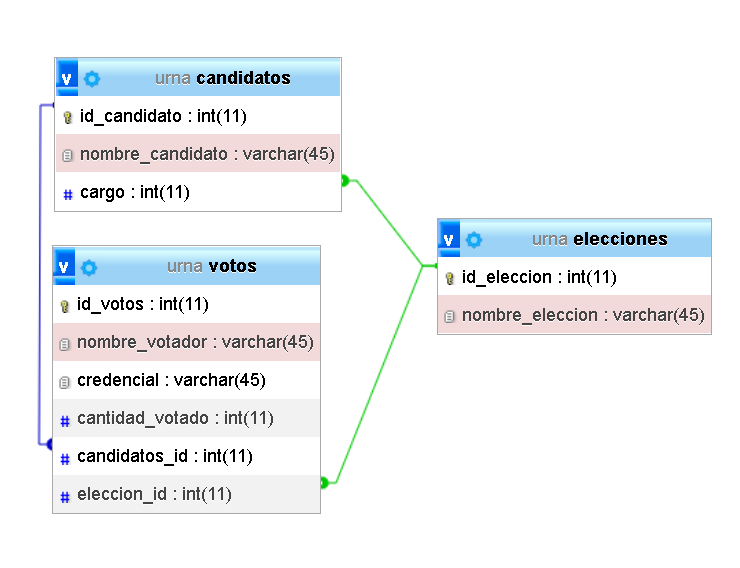 v urna candidatos
id_candidato : int(11)
nombre_candidato : varchar(45)
# cargo : int(11)
v urna votos
id_votos : int(11)
nombre_votador : varchar(45)
credencial : varchar(45)
# cantidad_votado : int(11)
# candidatos_id : int(11)
# eleccion_id : int(11)
v urna elecciones
id_eleccion : int(11)
nombre_eleccion : varchar(45)